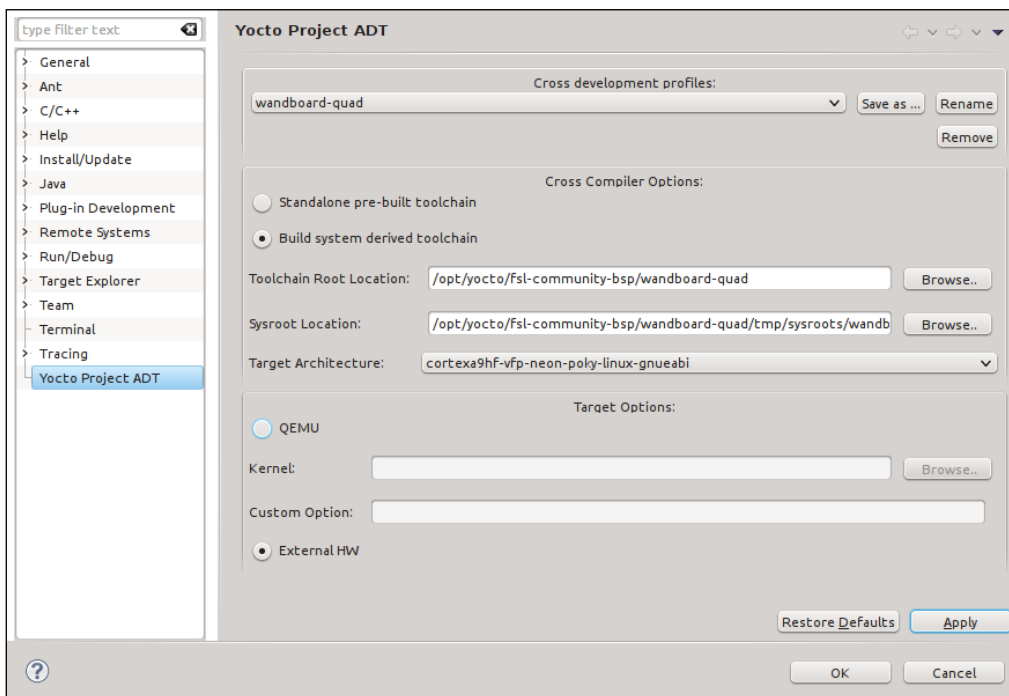 type filter text
General
Ant
C/C++
Help
Install/Update
Java
Plug-in Development
Remote Systems
Run/Debug
Target Explorer
Team
Terminal
Tracing
Yocto Project ADT
Yocto Project ADT
Cross development profiles:
wandboard-quad
Save as ...
Rename
Remove
Cross Compiler Options:
Standalone pre-built toolchain
Build system derived toolchain
Toolchain Root Location: /opt/yocto/fsl-community-bsp/wandboard-quad Browse..
Sysroot Location: /opt/yocto/fsl-community-bsp/wandboard-quad/tmp/sysroots/wandb Browse..
Target Architecture: cortexa9hf-vfp-neon-poky-linux-gnueabi
Target Options:
QEMU
Kernel: Browse..
Custom Option:
External HW
Restore Defaults Apply
? OK Cancel